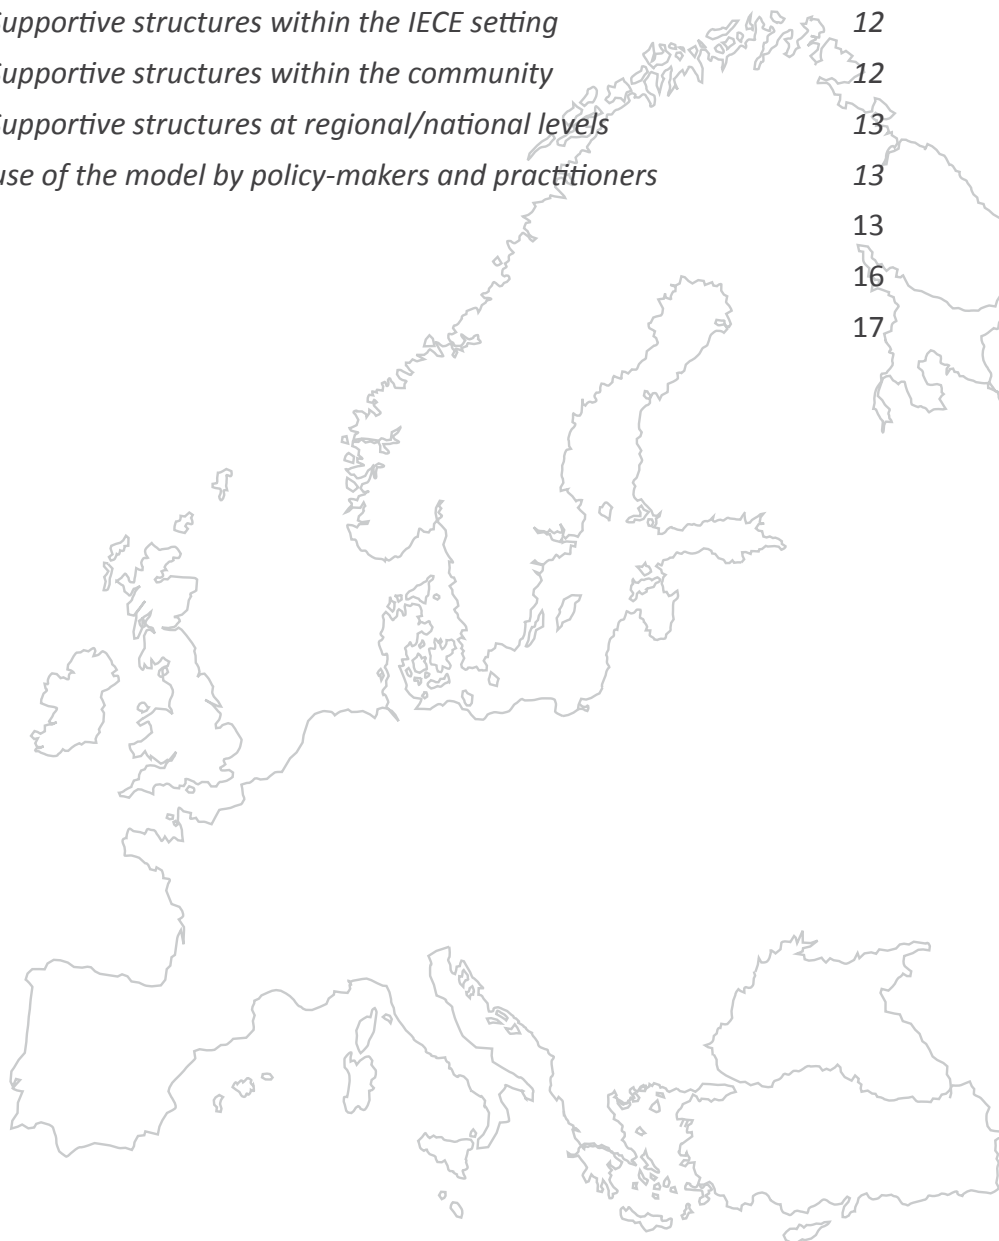 Supportive structures within the IECE setting 12
Supportive structures within the community 12
Supportive structures at regional/national levels 13
use of the model by policy-makers and practitioners 13
13
16
17